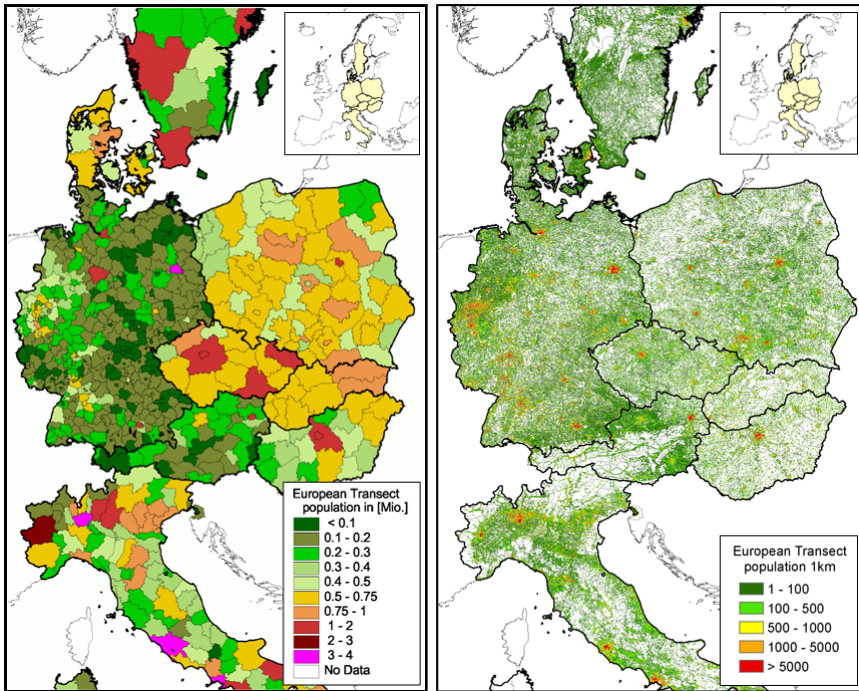 European Transect
population in [Mio.]
< 0.1
0.1 - 0.2
0.2 - 0.3
0.3 - 0.4
0.4 - 0.5
0.5 - 0.75
0.75 - 1
1 - 2
2 - 3
3 - 4
No Data
European Transect
population 1km
1 - 100
100 - 500
500 - 1000
1000 - 5000
> 5000